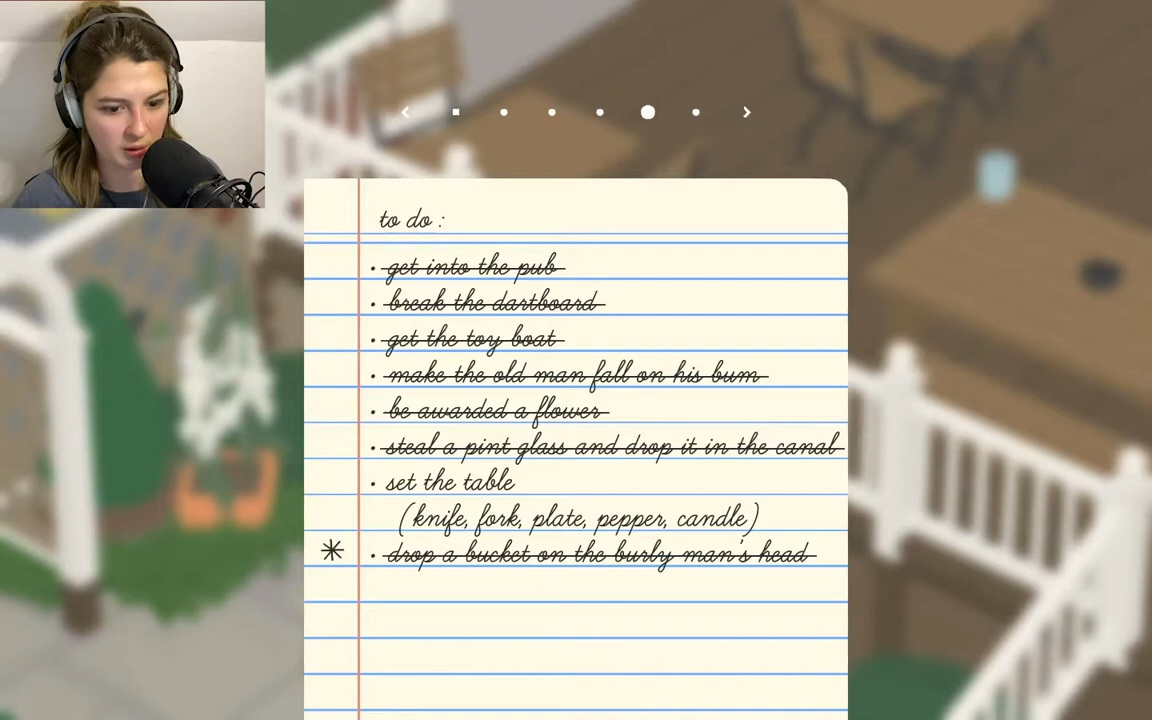 to do :
• get into the pub
• break the dartboard
• get the toy boat
• make the old man fall on his bum
• be awarded a flower
• steal a pint glass and drop it in the canal
• set the table
(knife, fork, plate, pepper, candle)
• drop a bucket on the burly man's head